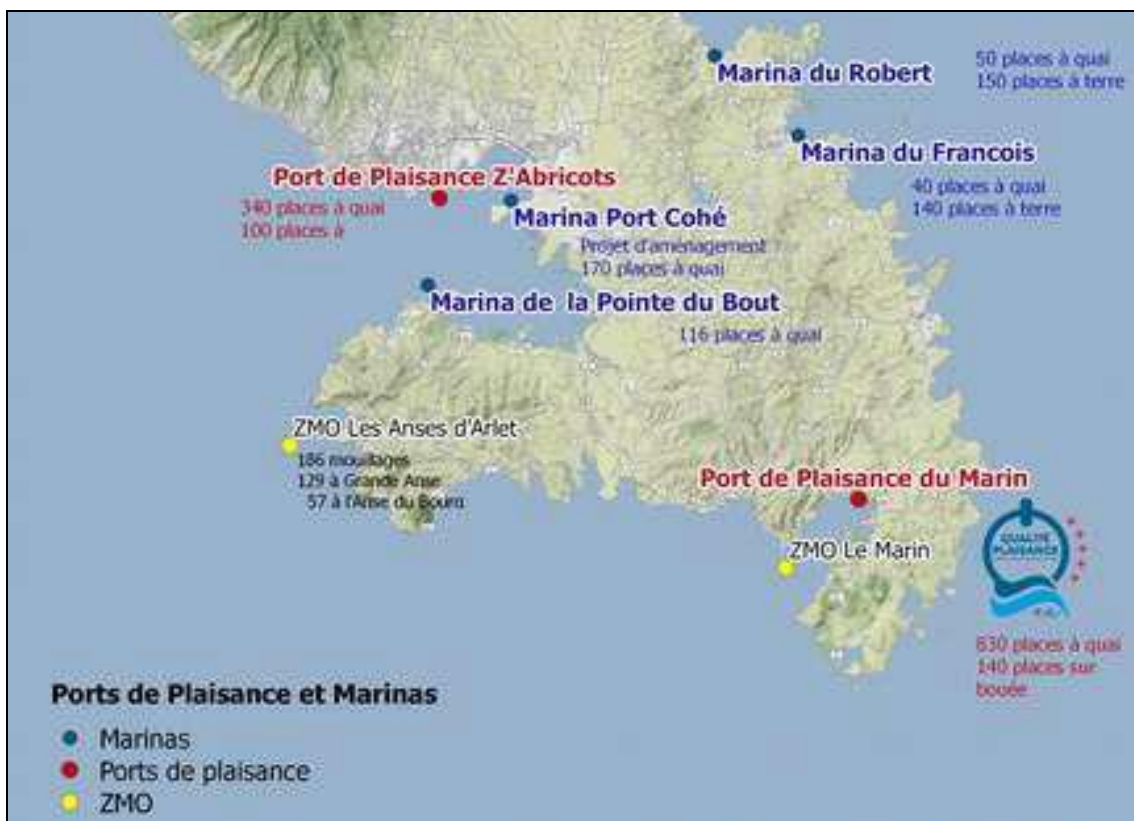 Marina du Robert
50 places à quai
150 places à terre
Marina du Francois
40 places à quai
140 places à terre
Port de Plaisance Z'Abricots
340 places à quai
100 places à
Marina Port Cohé
Projet d'aménagement
170 places à quai
Marina de la Pointe du Bout
116 places à quai
ZMO Les Anses d'Arlet
186 mouillages
129 à Grande Anse
57 à l'Anse du Bourg
Port de Plaisance du Marin
ZMO Le Marin
QUALITÉ
PLAISANCE
830 places à quai
140 places sur
bouée
Ports de Plaisance et Marinas
Marinas
Ports de plaisance
ZMO